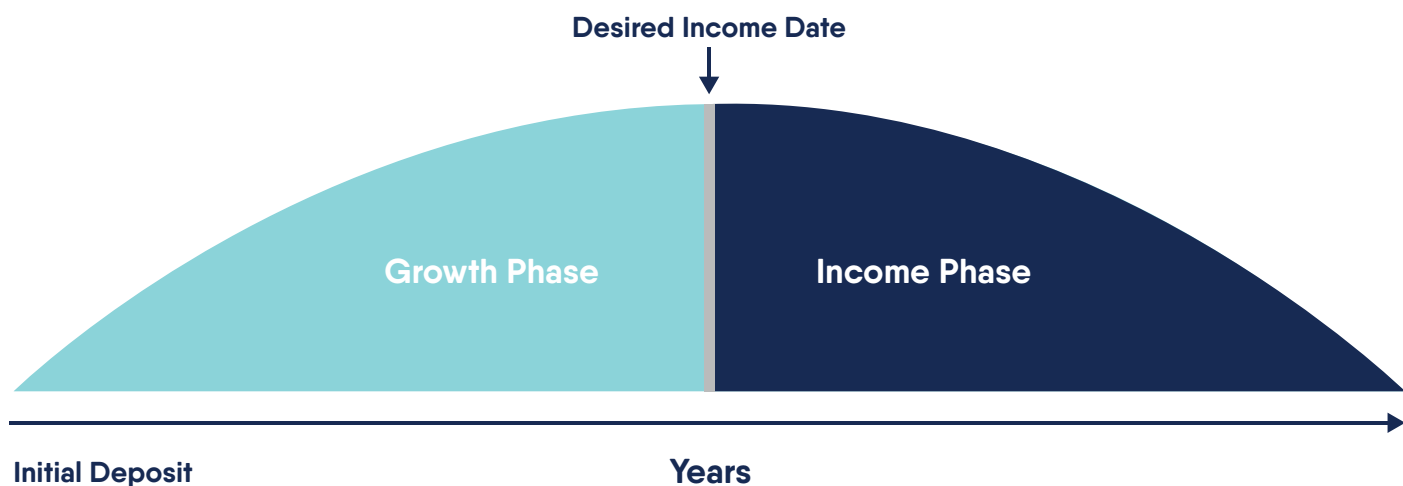 Desired Income Date
Growth Phase
Income Phase
Initial Deposit
Years